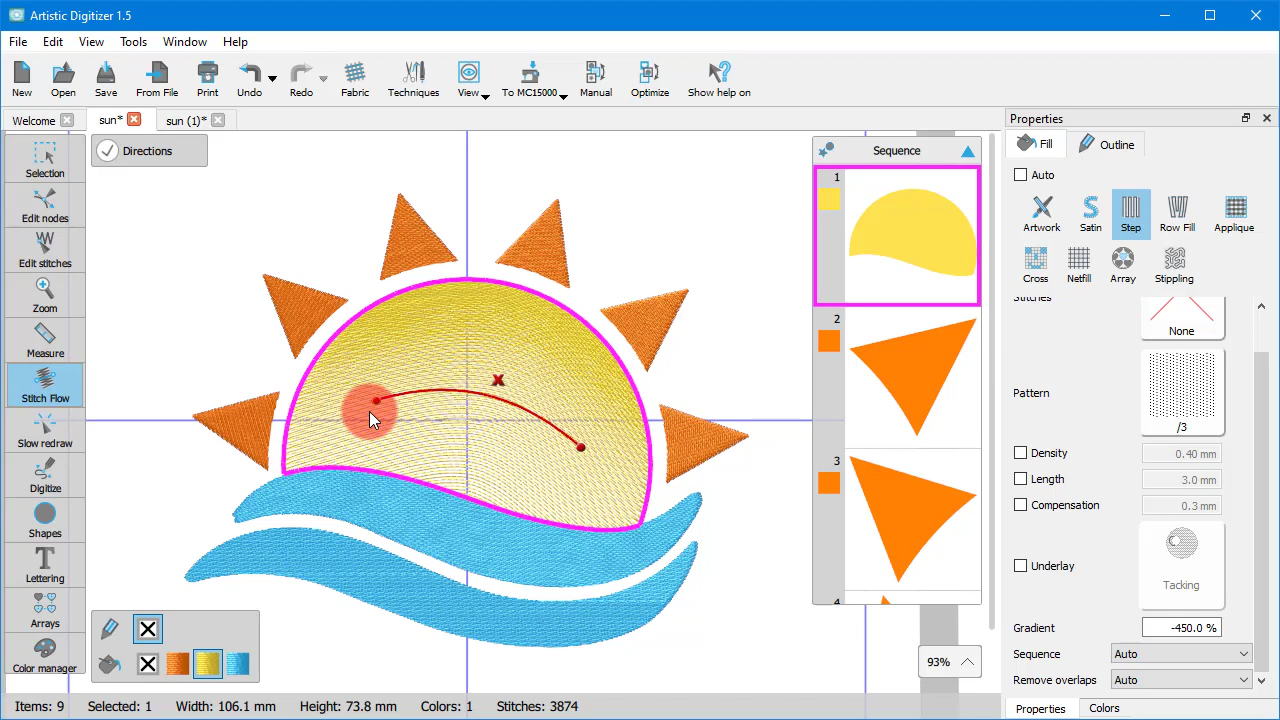 Artistic Digitizer 1.5
File Edit View Tools Window Help
New Open Save From File Print Undo Redo Fabric Techniques View To MC15000 Manual Optimize Show help on
Welcome sun* sun (1)*
Properties
Directions
Sequence
Fill Outline
Auto
Selection
Edit nodes
Edit stitches
Zoom
Measure
Stitch Flow
Slow redraw
Digitize
Shapes
Lettering
Arrays
Color manager
1
2
3
4
Artwork Satin Step Row Fill Applique
Cross Netfill Array Stippling
Stitches
None
Pattern
/3
Density 0.40 mm
Length 3.0 mm
Compensation 0.3 mm
Underlay
Tacking
Gradient -450.0 %
Sequence Auto
Remove overlaps Auto
93%
Items: 9 Selected: 1 Width: 106.1 mm Height: 73.8 mm Colors: 1 Stitches: 3874
Properties Colors